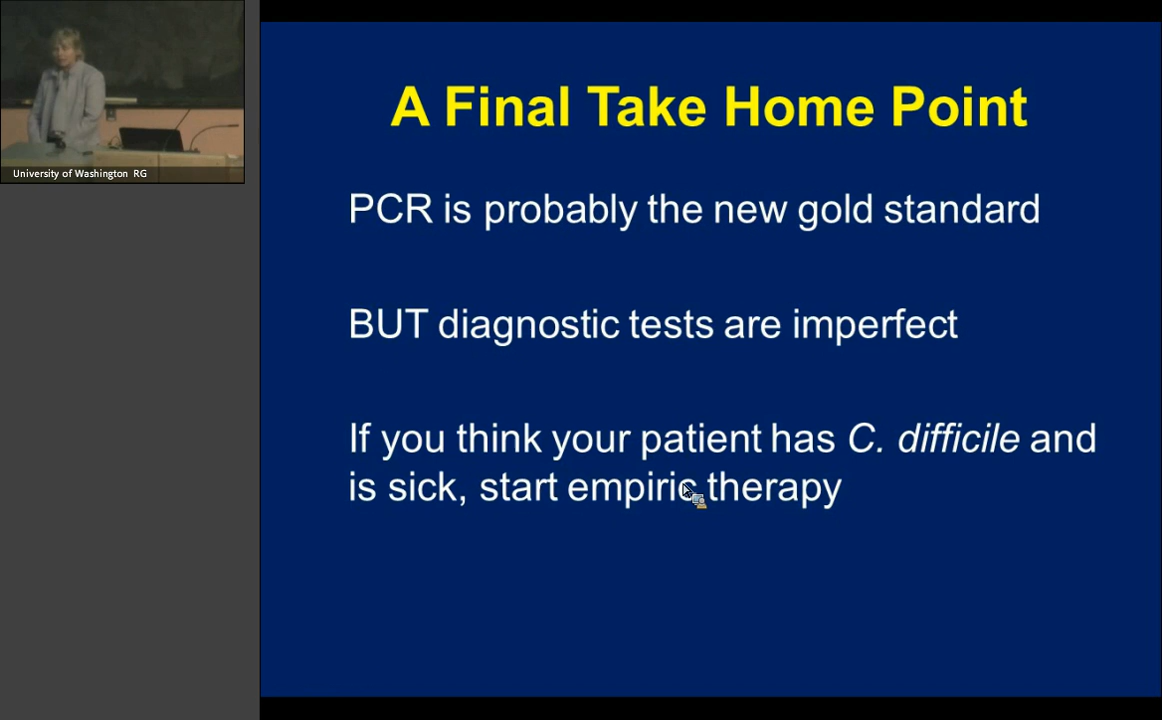 A Final Take Home Point
PCR is probably the new gold standard
BUT diagnostic tests are imperfect
If you think your patient has C. difficile and
is sick, start empiric therapy
University of Washington RG